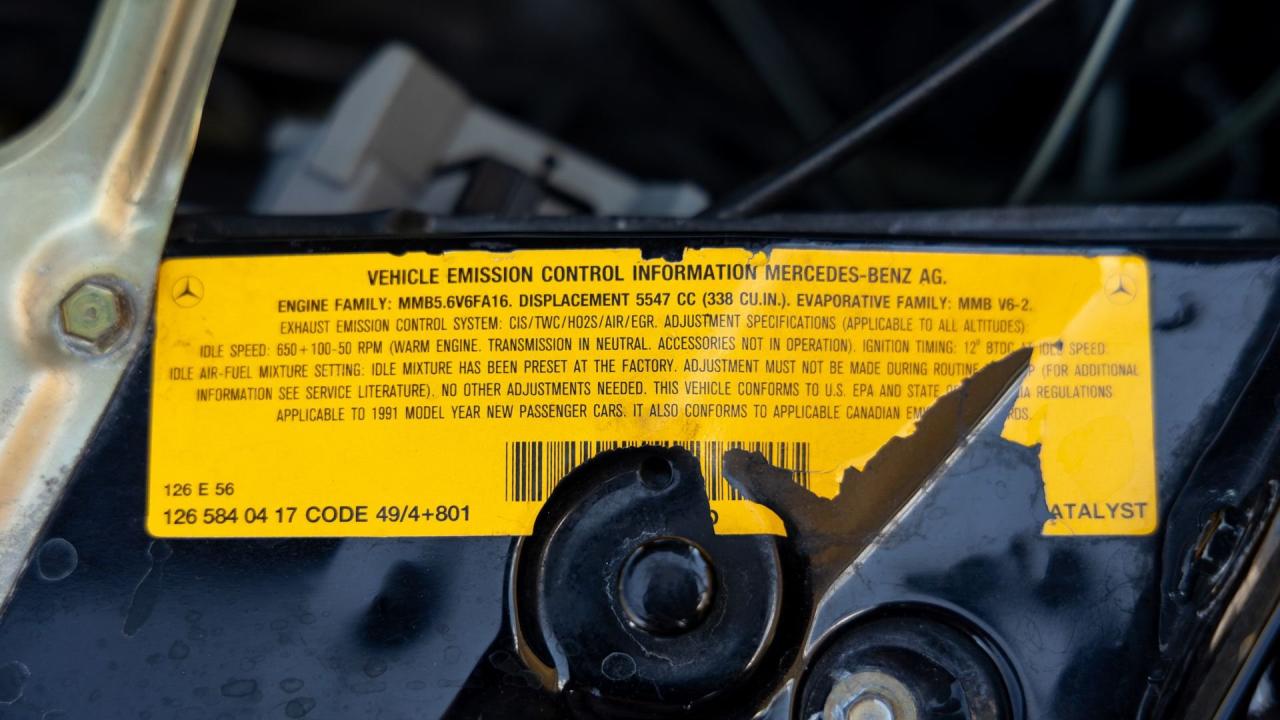 VEHICLE EMISSION CONTROL INFORMATION MERCEDES-BENZ AG.
ENGINE FAMILY: MMB5.6V6FA16. DISPLACEMENT 5547 CC (338 CU.IN.). EVAPORATIVE FAMILY: MMB V6-2.
EXHAUST EMISSION CONTROL SYSTEM: CIS/TWC/HO2S/AIR/EGR. ADJUSTMENT SPECIFICATIONS (APPLICABLE TO ALL ALTITUDES):
IDLE SPEED: 650+100-50 RPM (WARM ENGINE. TRANSMISSION IN NEUTRAL. ACCESSORIES NOT IN OPERATION). IGNITION TIMING: 12° BTDC AT IDLE SPEED:
IDLE AIR-FUEL MIXTURE SETTING: IDLE MIXTURE HAS BEEN PRESET AT THE FACTORY. ADJUSTMENT MUST NOT BE MADE DURING ROUTINE (FOR ADDITIONAL
INFORMATION SEE SERVICE LITERATURE). NO OTHER ADJUSTMENTS NEEDED. THIS VEHICLE CONFORMS TO U.S. EPA AND STATE REGULATIONS
APPLICABLE TO 1991 MODEL YEAR NEW PASSENGER CARS. IT ALSO CONFORMS TO APPLICABLE CANADIAN
126 E 56
126 584 04 17 CODE 49/4+801 ATALYST